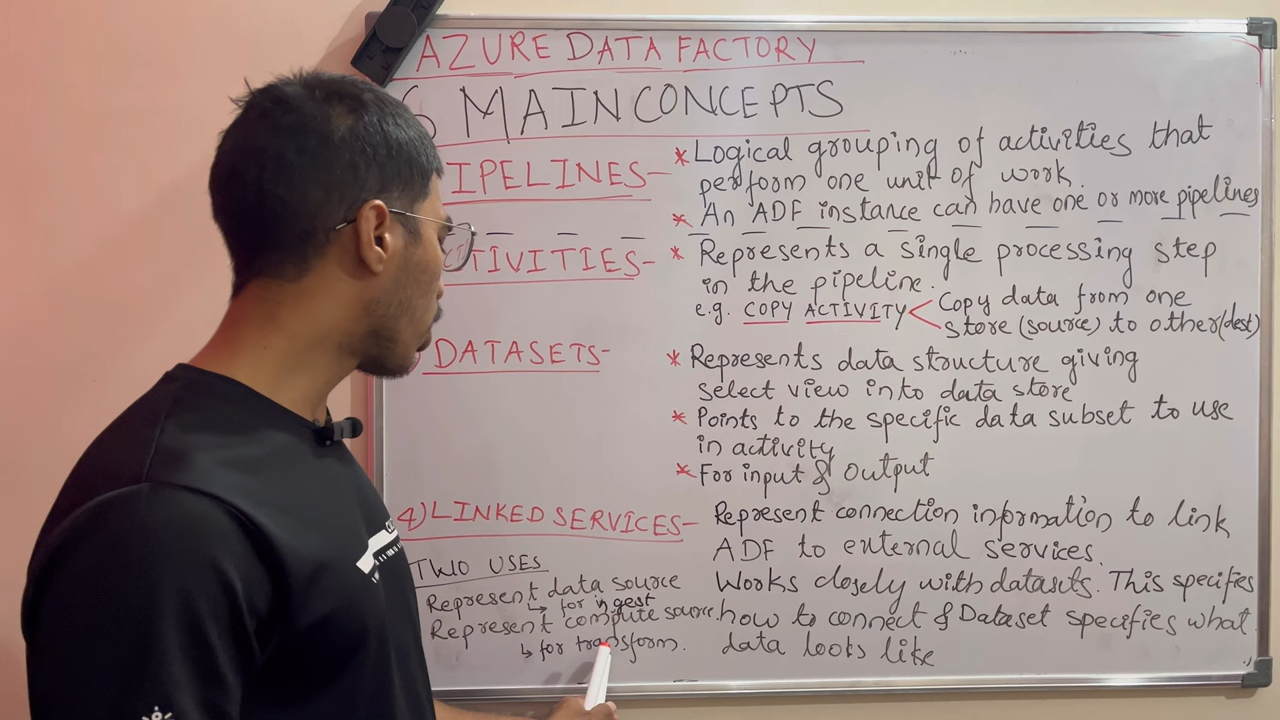 AZURE DATA FACTORY
6 MAIN CONCEPTS
IPELINES-
* Logical grouping of activities that
perform one unit of work.
* An ADF instance can have one or more pipelines
CTIVITIES-
* Represents a single processing step
in the pipeline.
e.g. COPY ACTIVITY < Copy data from one
store (source) to other (dest)
DATASETS-
* Represents data structure giving
select view into data store
* Points to the specific data subset to use
in activity
* For input & output
4) LINKED SERVICES-
Represent connection information to link
ADF to external services.
Works closely with datasets. This specifies
how to connect & Dataset specifies what
data looks like
TWO USES
Represent data source
↳ for ingest
Represent compute source.
↳ for transform.